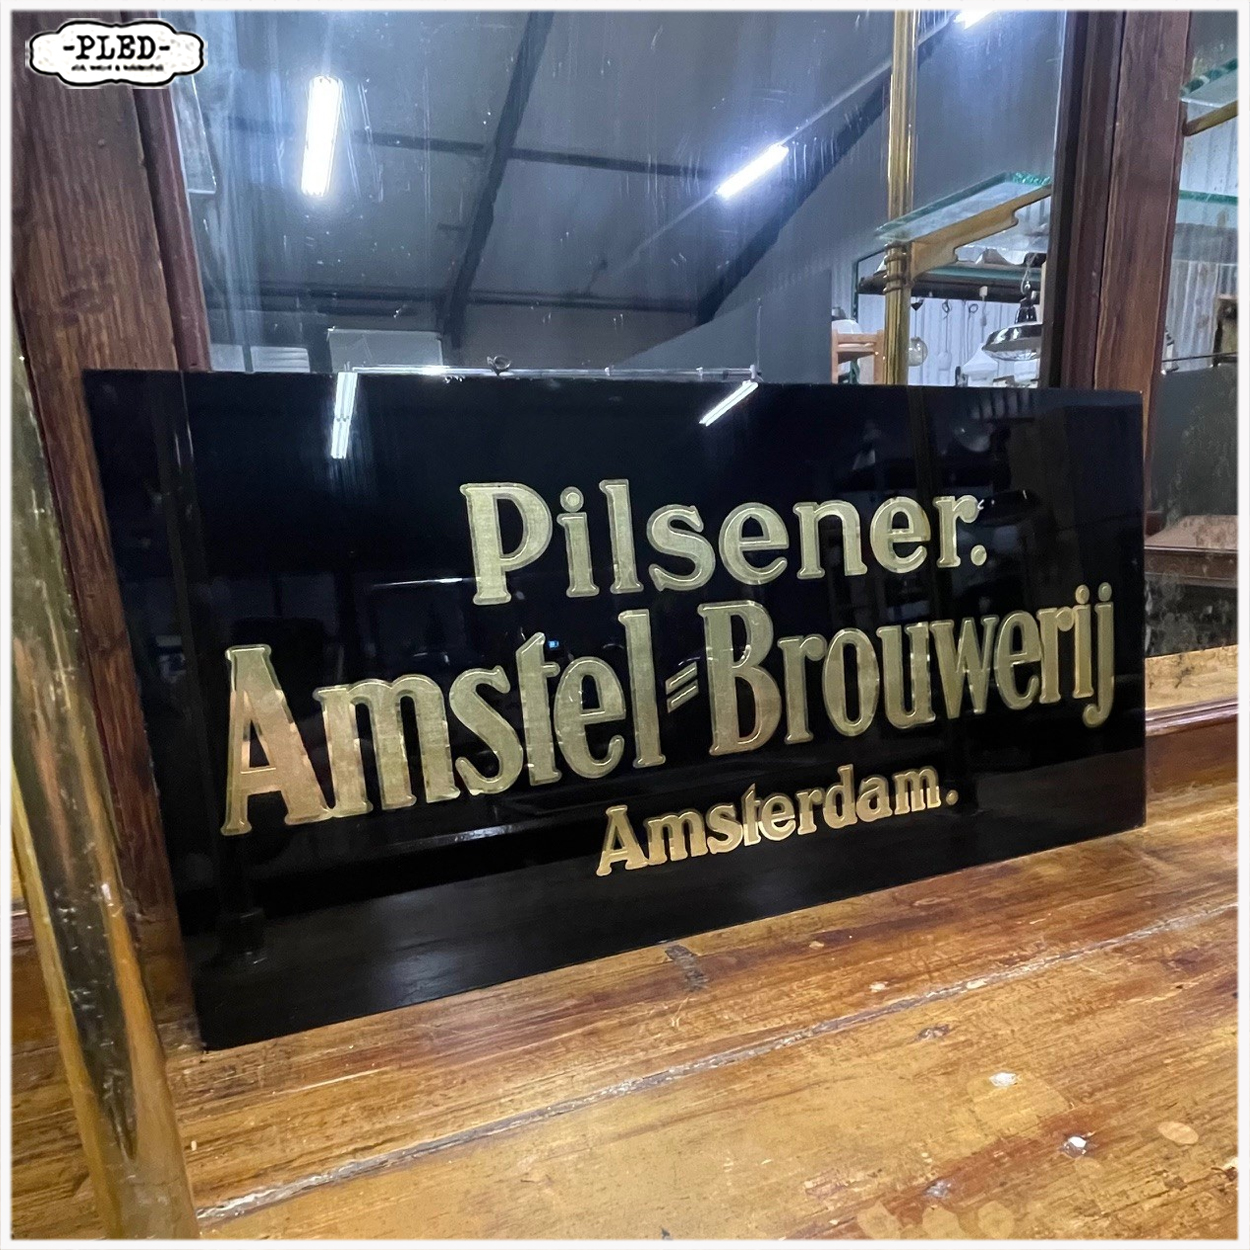 -PLED-
Pilsener.
Amstel=Brouwerij
Amsterdam.